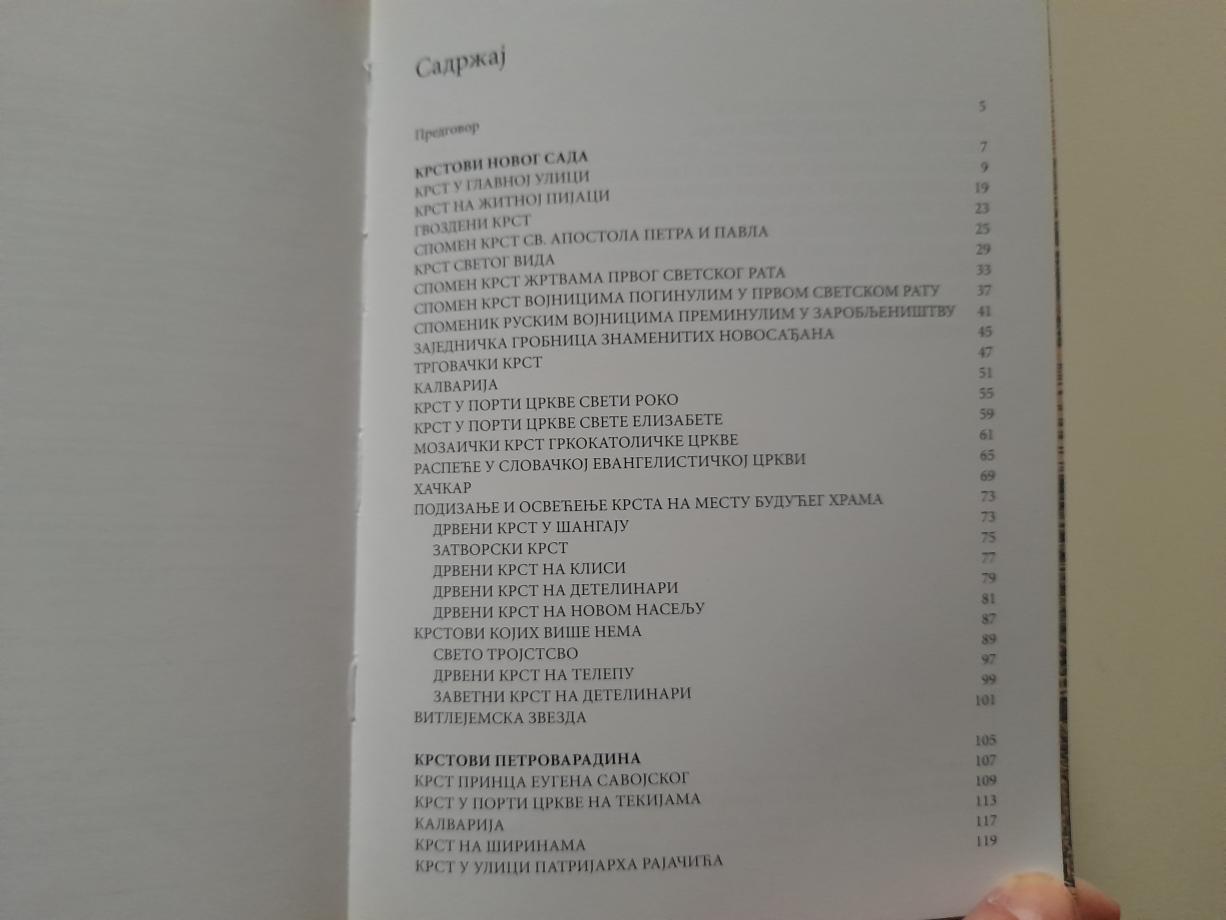 Садржај
Предговор 5
КРСТОВИ НОВОГ САДА 7
КРСТ У ГЛАВНОЈ УЛИЦИ 9
КРСТ НА ЖИТНОЈ ПИЈАЦИ 19
ГВОЗДЕНИ КРСТ 23
СПОМЕН КРСТ СВ. АПОСТОЛА ПЕТРА И ПАВЛА 25
КРСТ СВЕТОГ ВИДА 29
СПОМЕН КРСТ ЖРТВАМА ПРВОГ СВЕТСКОГ РАТА 33
СПОМЕН КРСТ ВОЈНИЦИМА ПОГИНУЛИМ У ПРВОМ СВЕТСКОМ РАТУ 37
СПОМЕНИК РУСКИМ ВОЈНИЦИМА ПРЕМИНУЛИМ У ЗАРОБЉЕНИШТВУ 41
ЗАЈЕДНИЧКА ГРОБНИЦА ЗНАМЕНИТИХ НОВОСАЂАНА 45
ТРГОВАЧКИ КРСТ 47
КАЛВАРИЈА 51
КРСТ У ПОРТИ ЦРКВЕ СВЕТИ РОКО 55
КРСТ У ПОРТИ ЦРКВЕ СВЕТЕ ЕЛИЗАБЕТЕ 59
МОЗАИЧКИ КРСТ ГРКОКАТОЛИЧКЕ ЦРКВЕ 61
РАСПЕЋЕ У СЛОВАЧКОЈ ЕВАНГЕЛИСТИЧКОЈ ЦРКВИ 65
ХАЧКАР 69
ПОДИЗАЊЕ И ОСВЕЋЕЊЕ КРСТА НА МЕСТУ БУДУЋЕГ ХРАМА 73
ДРВЕНИ КРСТ У ШАНГАЈУ 73
ЗАТВОРСКИ КРСТ 75
ДРВЕНИ КРСТ НА КЛИСИ 77
ДРВЕНИ КРСТ НА ДЕТЕЛИНАРИ 79
ДРВЕНИ КРСТ НА НОВОМ НАСЕЉУ 81
КРСТОВИ КОЈИХ ВИШЕ НЕМА 87
СВЕТО ТРОЈСТСВО 89
ДРВЕНИ КРСТ НА ТЕЛЕПУ 97
ЗАВЕТНИ КРСТ НА ДЕТЕЛИНАРИ 99
ВИТЛЕЈЕМСКА ЗВЕЗДА 101
КРСТОВИ ПЕТРОВАРАДИНА 105
КРСТ ПРИНЦА ЕУГЕНА САВОЈСКОГ 107
КРСТ У ПОРТИ ЦРКВЕ НА ТЕКИЈАМА 109
КАЛВАРИЈА 113
КРСТ НА ШИРИНАМА 117
КРСТ У УЛИЦИ ПАТРИЈАРХА РАЈАЧИЋА 119